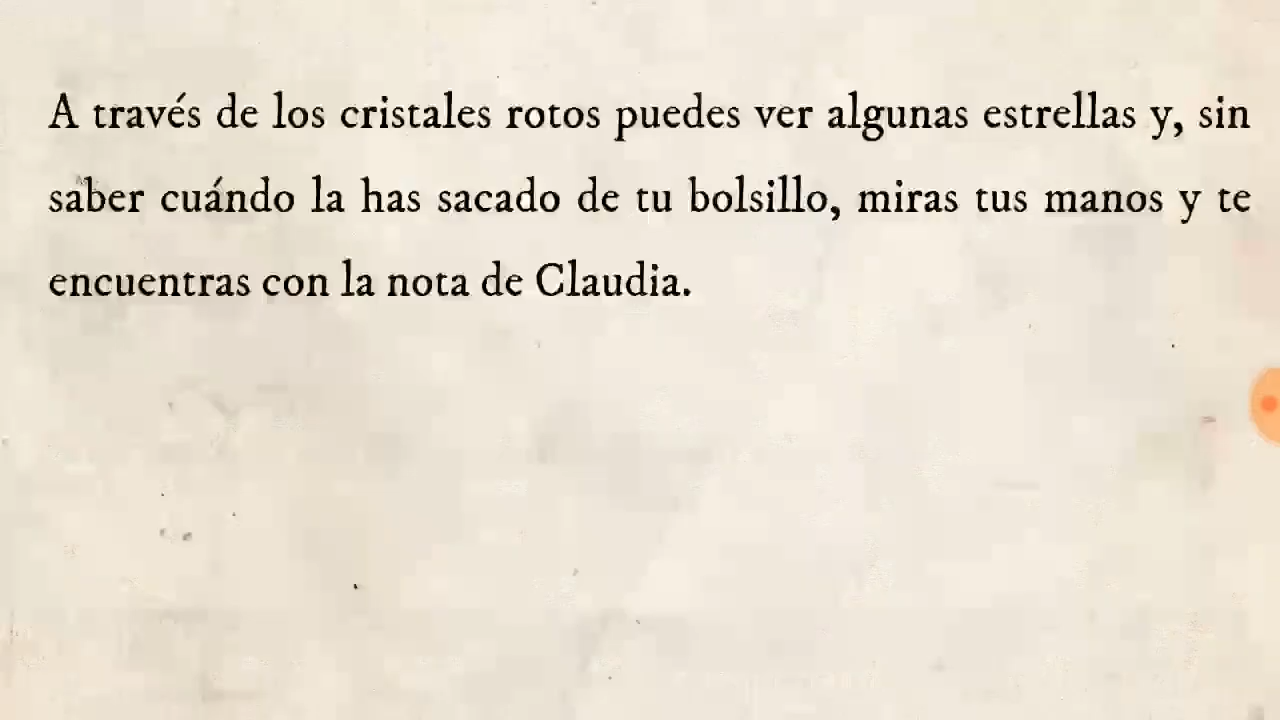 A través de los cristales rotos puedes ver algunas estrellas y, sin
saber cuándo la has sacado de tu bolsillo, miras tus manos y te
encuentras con la nota de Claudia.